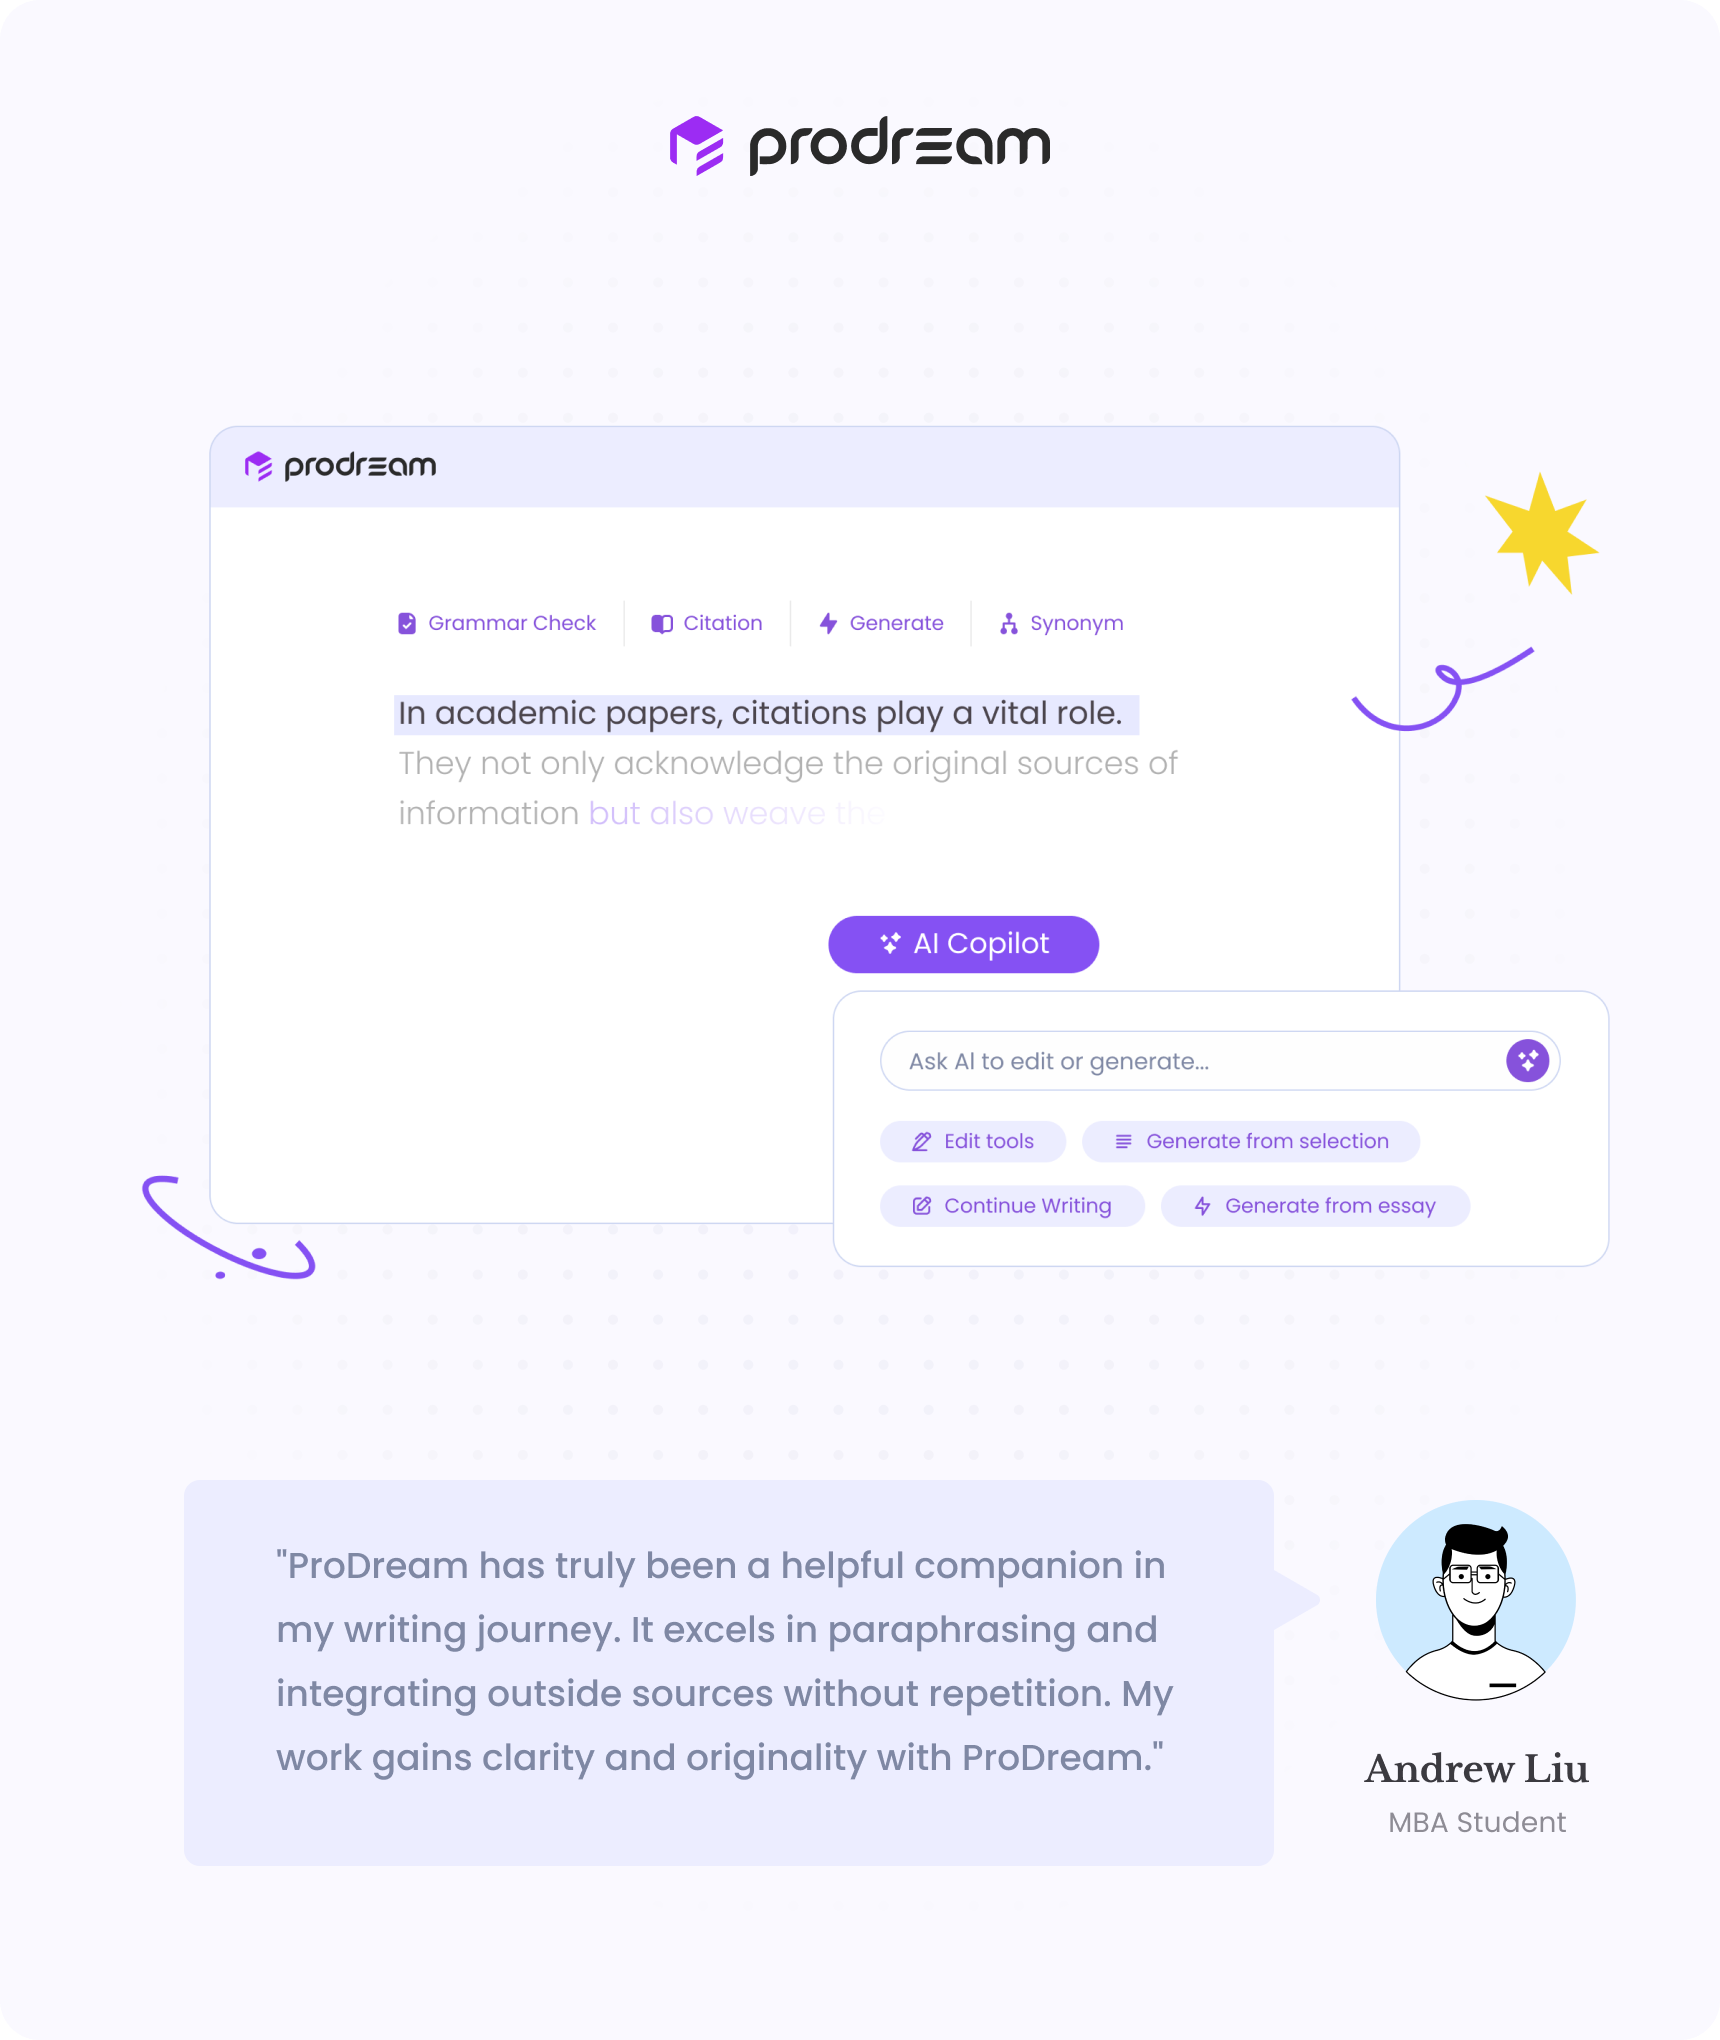 prodream
prodream
Grammar Check
Citation
Generate
Synonym
In academic papers, citations play a vital role.
They not only acknowledge the original sources of
information but also weave the
AI Copilot
Ask AI to edit or generate...
Edit tools
Generate from selection
Continue Writing
Generate from essay
"ProDream has truly been a helpful companion in
my writing journey. It excels in paraphrasing and
integrating outside sources without repetition. My
work gains clarity and originality with ProDream."
Andrew Liu
MBA Student